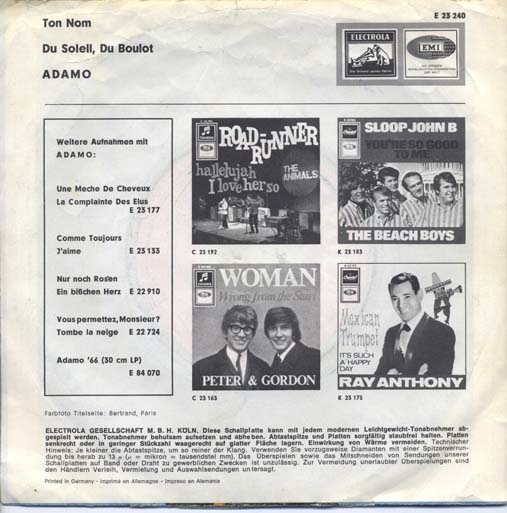 Ton Nom
E 23 240
Du Soleil, Du Boulot
ADAMO
ELECTROLA
EMI
Weitere Aufnahmen mit
ADAMO:
Une Meche De Cheveux
La Complainte Des Elus
E 23 177
Comme Toujours
J'aime
E 23 133
Nur noch Rosen
Ein bißchen Herz E 22 910
Vous permettez, Monsieur?
Tombe la neige E 22 724
Adamo '66 (30 cm LP)
E 84 070
ROAD-RUNNER
hallelujah
I love her so
THE ANIMALS
C 23 192
SLOOP JOHN B
YOU'RE SO GOOD
TO ME
THE BEACH BOYS
K 23 183
WOMAN
Wrong from the Start
PETER & GORDON
C 23 163
Mexican
Trumpet
IT'S SUCH
A HAPPY
DAY
RAY ANTHONY
K 23 175
Farbfoto Titelseite: Bertrand, Paris
ELECTROLA GESELLSCHAFT M. B. H. KÖLN. Diese Schallplatte kann mit jedem modernen Leichtgewicht-Tonabnehmer ab-
gespielt werden. Tonabnehmer behutsam aufsetzen und abheben. Abtastspitze und Platten sorgfältig staubfrei halten. Platten
senkrecht oder in geringer Stückzahl waagerecht auf glatter Fläche lagern. Einwirkung von Wärme vermeiden. Technischer
Hinweis: Je kleiner die Abtastspitze, um so reiner der Klang. Verwenden Sie vorzugsweise Diamanten mit einer Spitzenverrun-
dung bis herab zu 13 μ (μ = mikron = tausendstel mm). Das Überspielen sowie das Mitschneiden von Sendungen unserer
Schallplatten auf Band oder Draht zu gewerblichen Zwecken ist unzulässig. Zur Vermeidung unerlaubter Überspielungen sind
den Händlern Verleih, Vermietung und Auswahlsendungen untersagt.
Printed in Germany - Imprimé en Allemagne - Impreso en Alemania